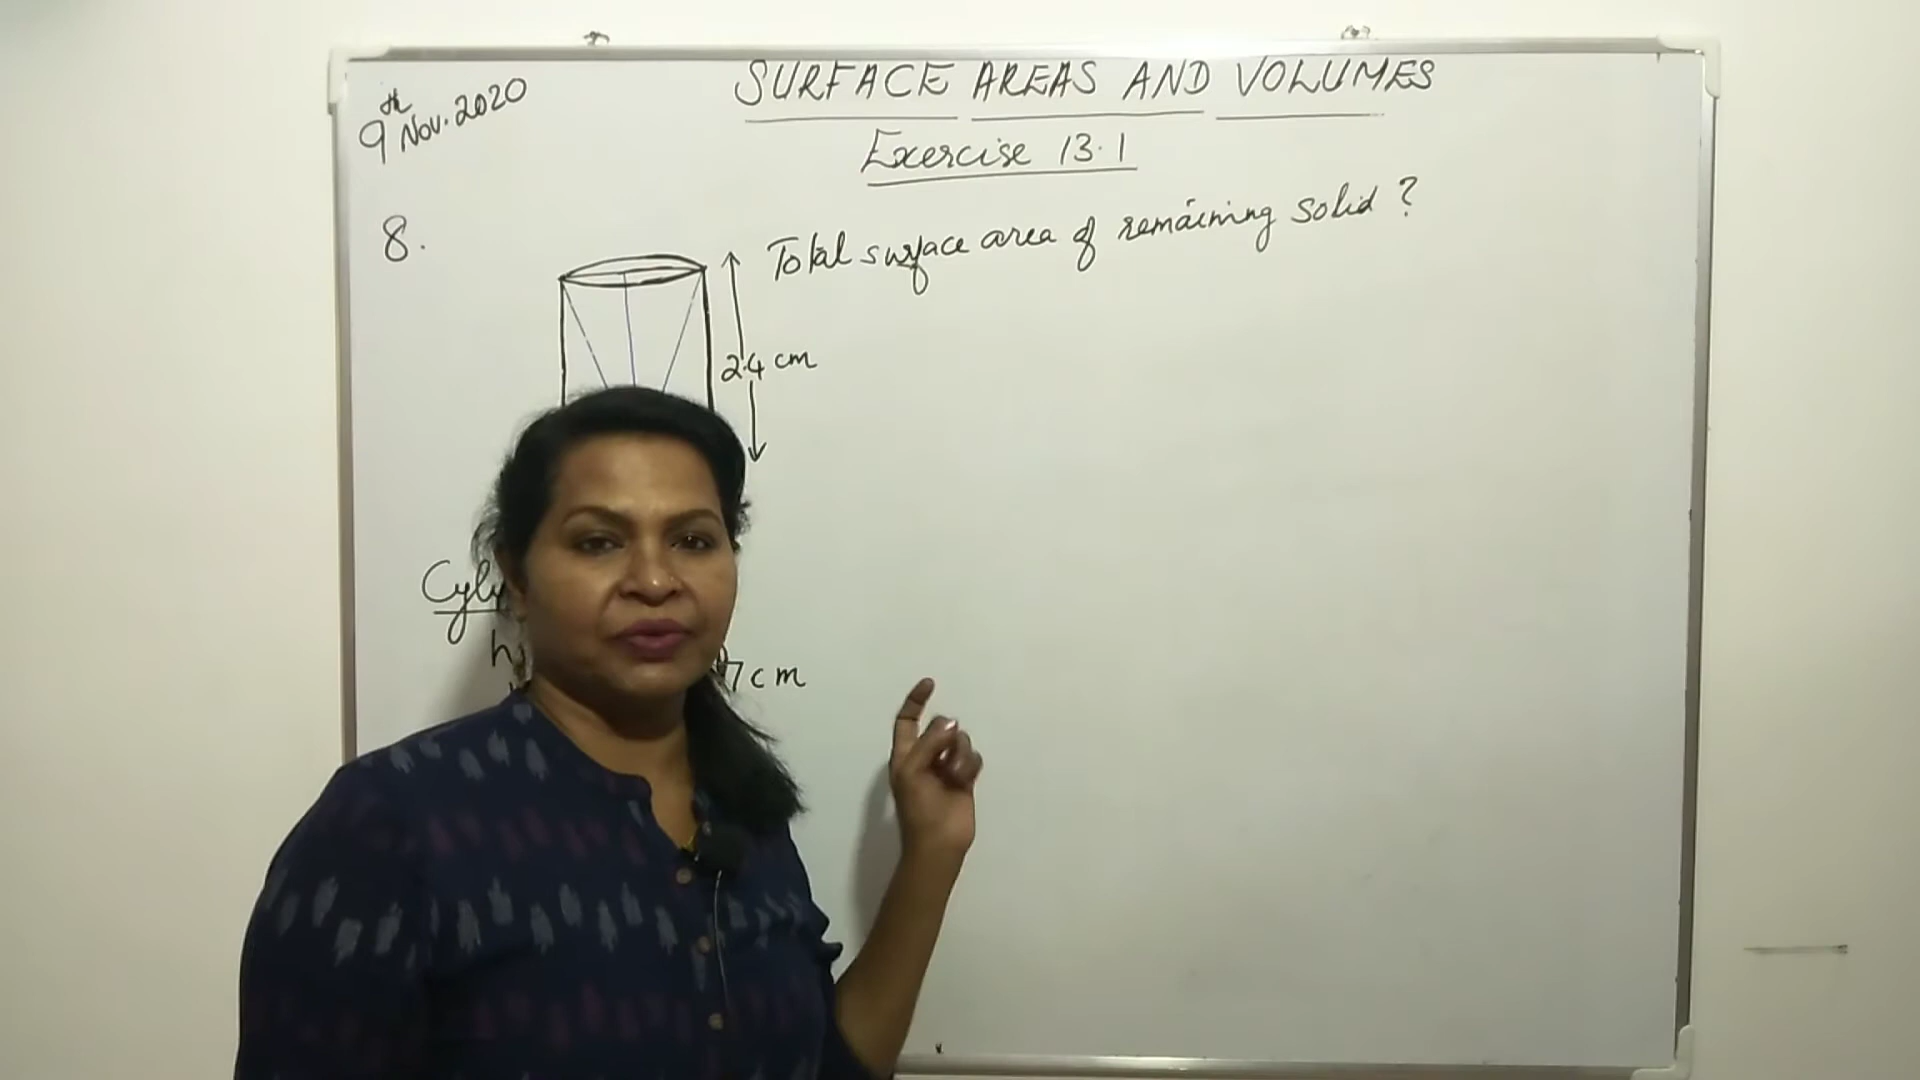 9th Nov. 2020
SURFACE AREAS AND VOLUMES
Exercise 13.1
8.
Total surface area of remaining solid ?
2.4 cm
h
7 cm